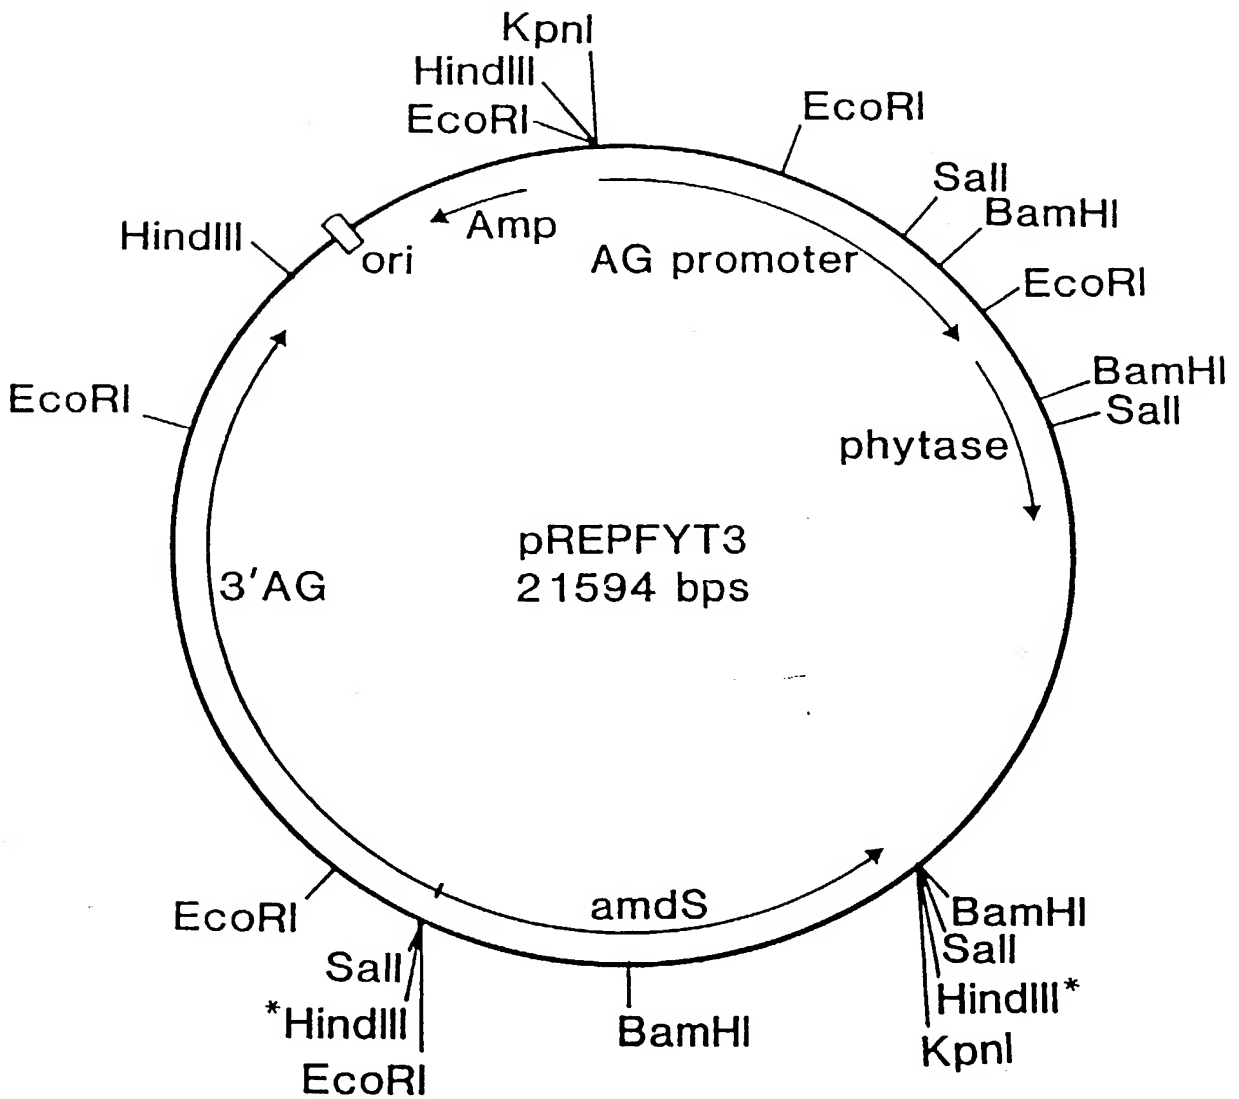 KpnI
HindIII
EcoRI
EcoRI
SalI
BamHI
EcoRI
BamHI
SalI
HindIII
ori
Amp
AG promoter
phytase
EcoRI
pREPFYT3
21594 bps
3'AG
amdS
EcoRI
SalI
*HindIII
EcoRI
BamHI
BamHI
SalI
HindIII*
KpnI